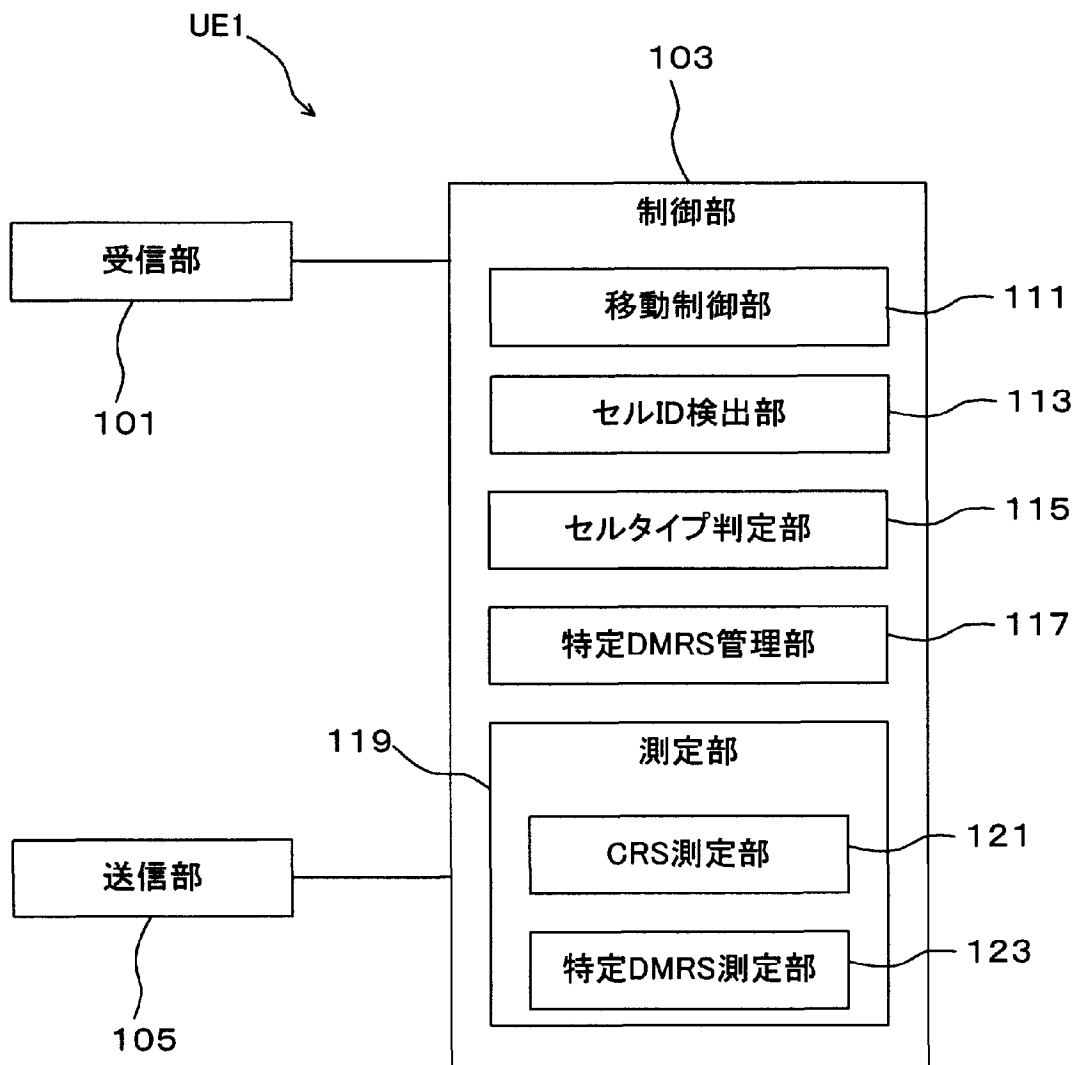 UE1
103
制御部
受信部
101
移動制御部
111
セルID検出部
113
セルタイプ判定部
115
特定DMRS管理部
117
119
測定部
CRS測定部
121
送信部
105
特定DMRS測定部
123